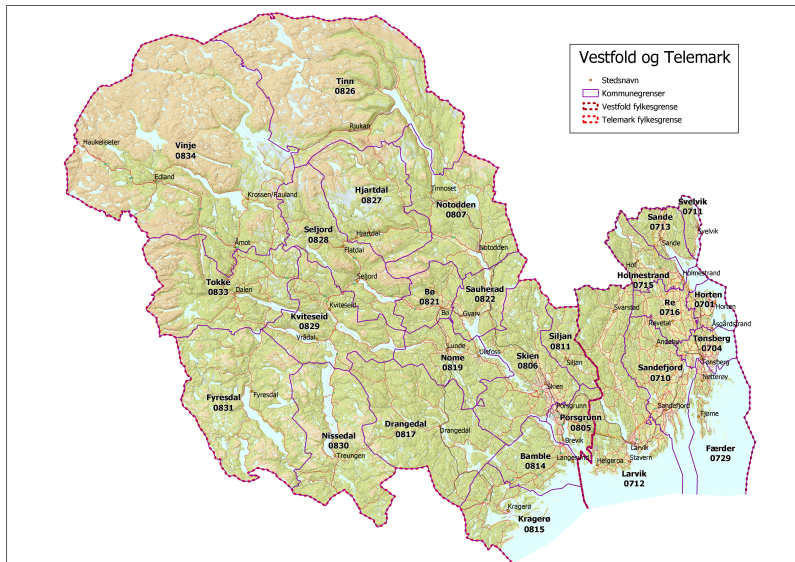 Vestfold og Telemark
Stedsnavn
Kommunegrenser
Vestfold fylkesgrense
Telemark fylkesgrense
Tinn
0826
Rjukan
Haukeliseter
Vinje
0834
Edland
Krossen/Rauland
Hjartdal
0827
Tinnoset
Notodden
0807
Svelvik
0711
Sande
0713
Svelvik
Sande
Seljord
0828
Hjartdal
Flatdal
Notodden
Åmot
Hof
Holmestrand
Holmestrand
0715
Tokke
0833
Dalen
Seljord
Bø
0821
Sauherad
0822
Re
0716
Horten
0701
Horten
Kviteseid
0829
Kviteseid
Bø
Gvarv
Svarstad
Revetal
Åsgårdstrand
Vrådal
Lunde
Ulefoss
Siljan
0811
Andebu
Tønsberg
0704
Nome
0819
Skien
0806
Siljan
Sandefjord
0710
Tønsberg
Nøtterøy
Fyresdal
0831
Fyresdal
Skien
Porsgrunn
Sandefjord
Tjøme
Nissedal
0830
Drangedal
0817
Drangedal
Porsgrunn
0805
Brevik
Treungen
Bamble
0814
Langesund
Helgeroa
Larvik
Stavern
Færder
0729
Larvik
0712
Kragerø
Kragerø
0815